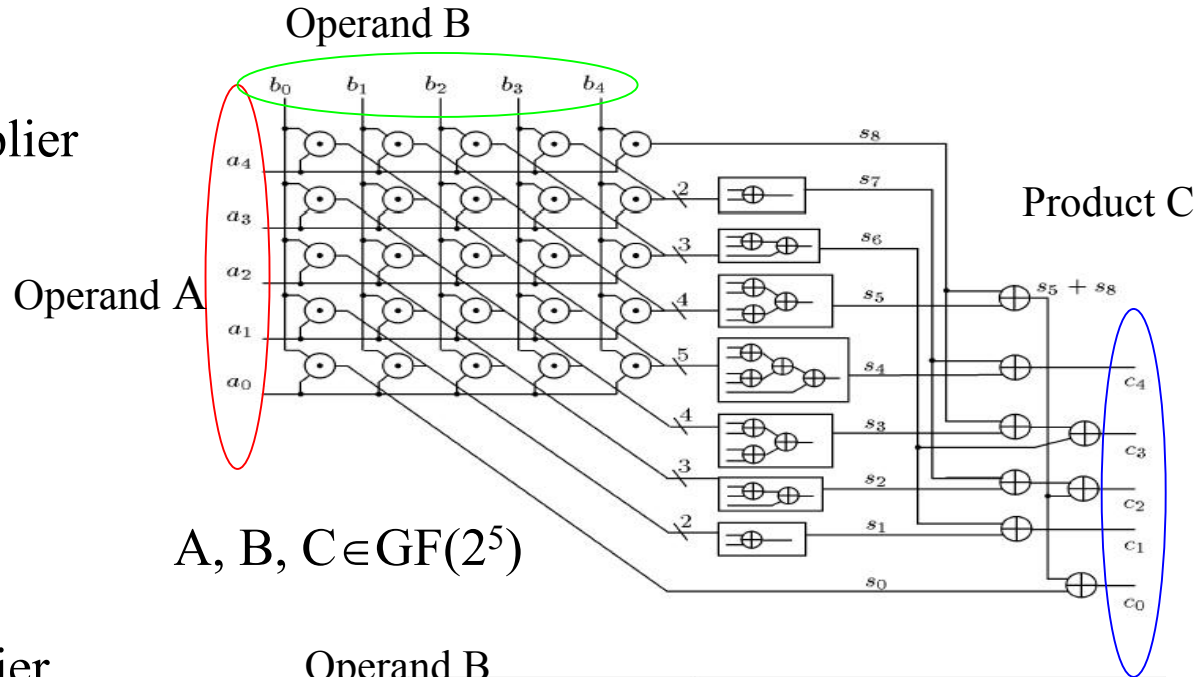 Operand B
b₀ b₁ b₂ b₃ b₄
plier
s₈
a₄
2
s₇
Product C
a₃
3
s₆
a₂
Operand A
4
s₅
s₅ + s₈
a₁
5
s₄
c₄
a₀
4
s₃
c₃
3
s₂
c₂
2
s₁
c₁
A, B, C∈GF(2⁵)
s₀
c₀
lier
Operand B